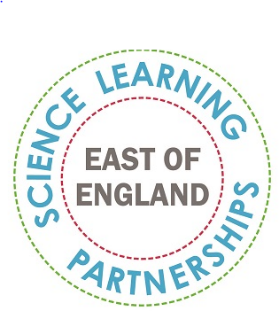 SCIENCE LEARNING
PARTNERSHIPS
EAST OF
ENGLAND